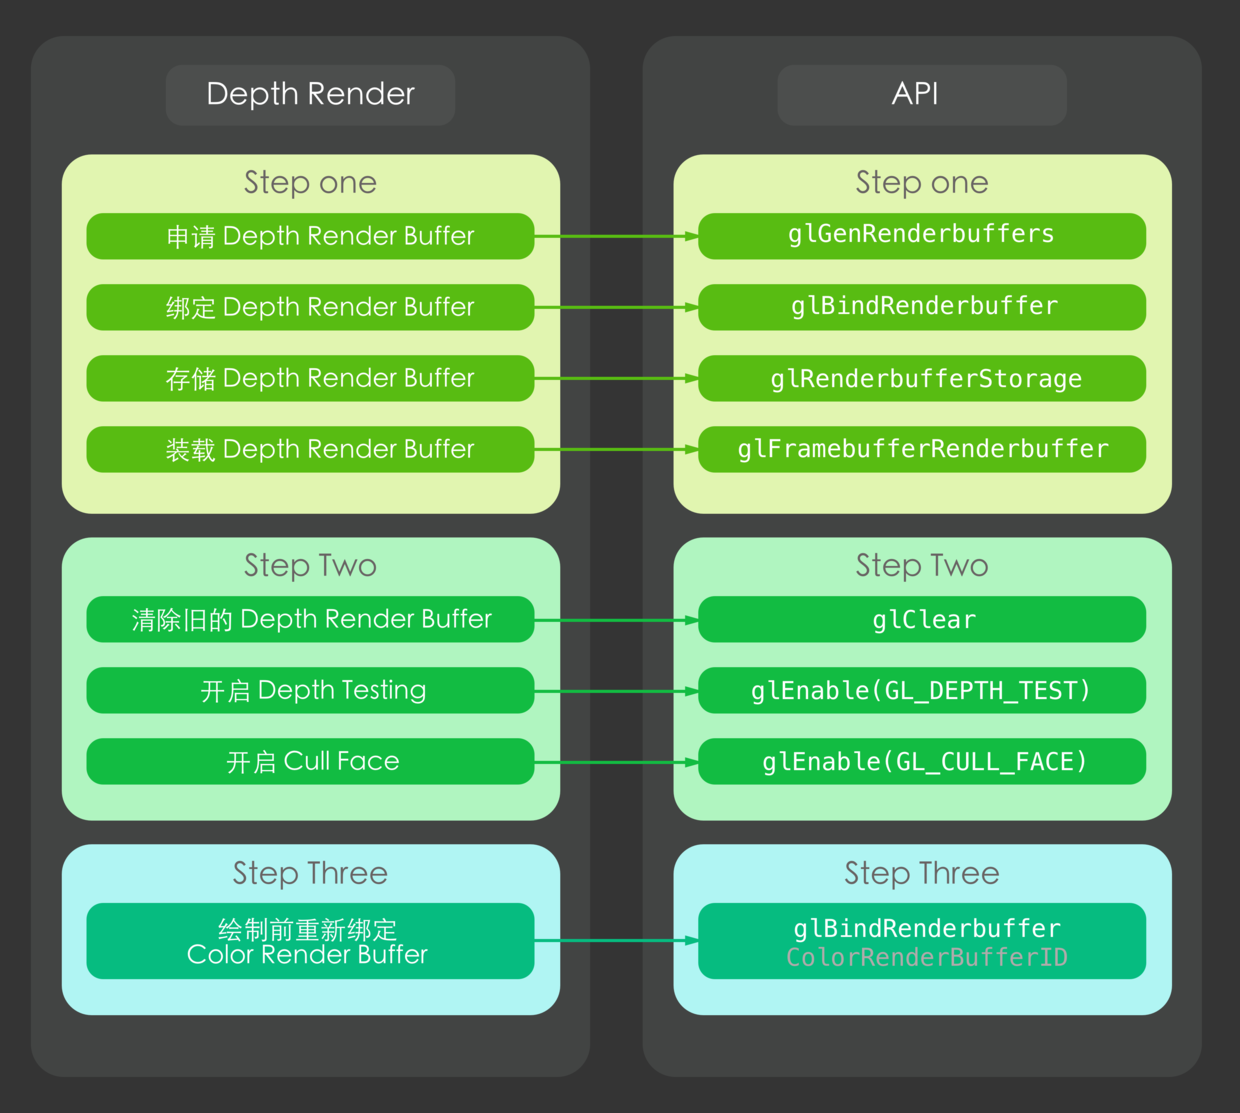 Depth Render
Step one
申请 Depth Render Buffer
绑定 Depth Render Buffer
存储 Depth Render Buffer
装载 Depth Render Buffer
Step Two
清除旧的 Depth Render Buffer
开启 Depth Testing
开启 Cull Face
Step Three
绘制前重新绑定
Color Render Buffer
API
Step one
glGenRenderbuffers
glBindRenderbuffer
glRenderbufferStorage
glFramebufferRenderbuffer
Step Two
glClear
glEnable(GL_DEPTH_TEST)
glEnable(GL_CULL_FACE)
Step Three
glBindRenderbuffer
ColorRenderBufferID